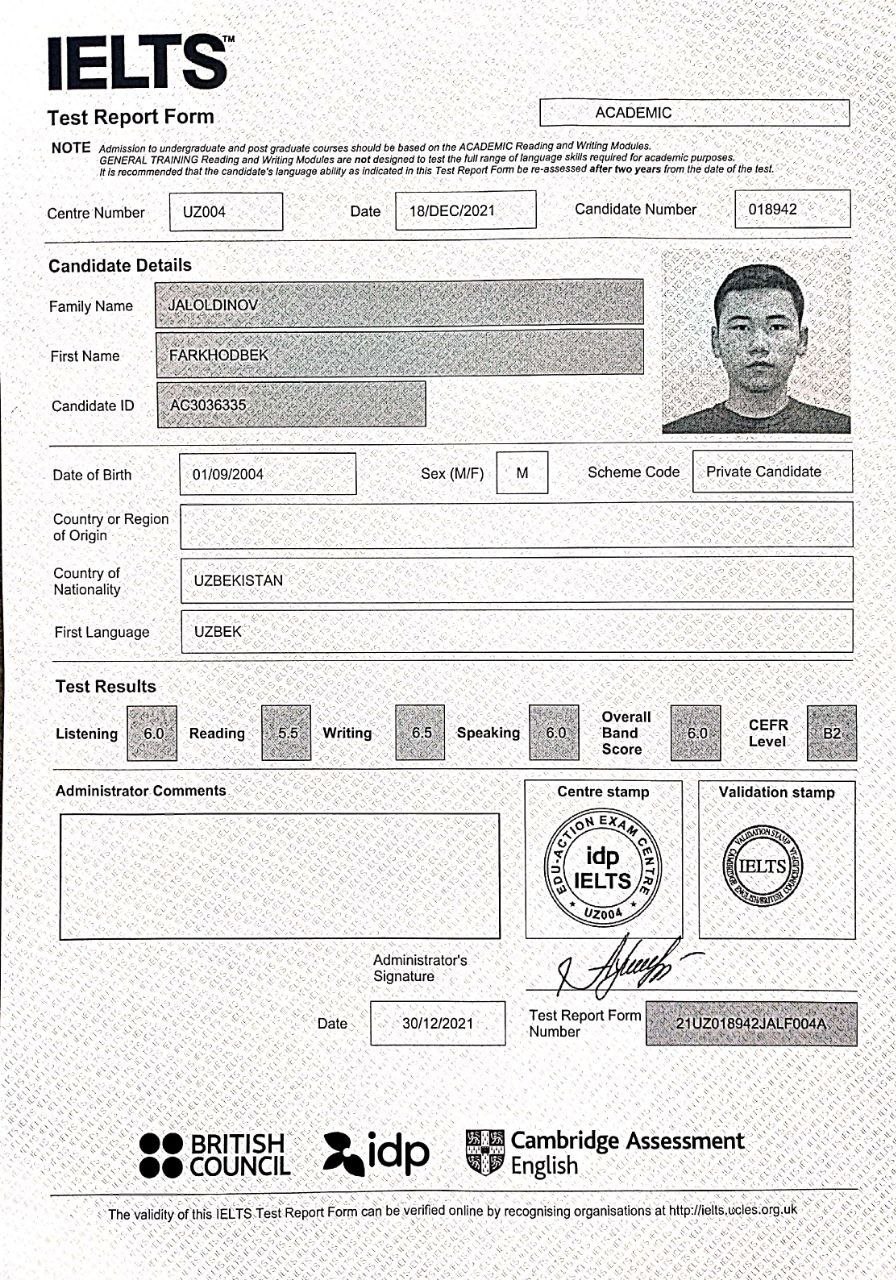 IELTS™
Test Report Form
ACADEMIC
NOTE Admission to undergraduate and post graduate courses should be based on the ACADEMIC Reading and Writing Modules.
GENERAL TRAINING Reading and Writing Modules are not designed to test the full range of language skills required for academic purposes.
It is recommended that the candidate's language ability as indicated in this Test Report Form be re-assessed after two years from the date of the test.
Centre Number UZ004 Date 18/DEC/2021 Candidate Number 018942
Candidate Details
Family Name JALOLDINOV
First Name FARKHODBEK
Candidate ID AC3036335
Date of Birth 01/09/2004 Sex (M/F) M Scheme Code Private Candidate
Country or Region
of Origin
Country of
Nationality UZBEKISTAN
First Language UZBEK
Test Results
Listening 6.0 Reading 5.5 Writing 6.5 Speaking 6.0 Overall Band Score 6.0 CEFR Level B2
Administrator Comments
Centre stamp
EDU-ACTION EXAM CENTRE
idp
IELTS
UZ004
Validation stamp
VALIDATION STAMP
IELTS
Administrator's
Signature
Date 30/12/2021
Test Report Form
Number 21UZ018942JALF004A
BRITISH
COUNCIL
idp
Cambridge Assessment
English
The validity of this IELTS Test Report Form can be verified online by recognising organisations at http://ielts.ucles.org.uk